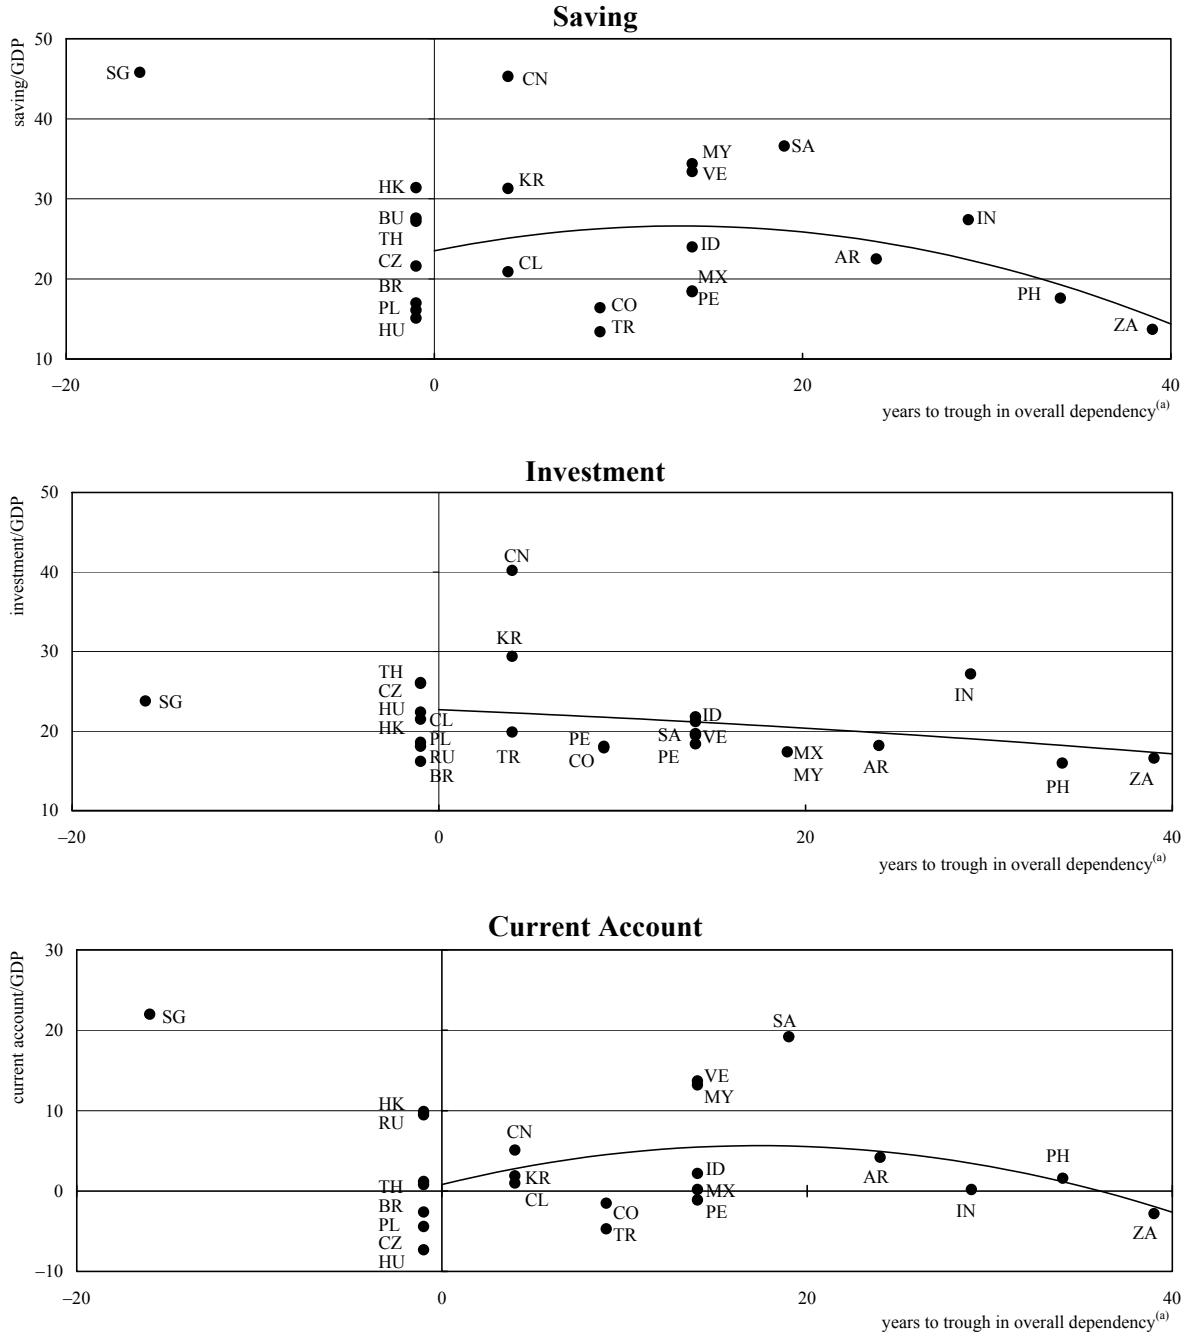 Saving
saving/GDP
50
SG
CN
40
MY
SA
HK
KR
VE
30
BU
IN
TH
ID
CZ
CL
AR
20
BR
MX
PL
CO
PE
PH
HU
TR
ZA
10
–20
0
20
40
years to trough in overall dependency(a)
Investment
investment/GDP
50
CN
40
KR
30
TH
CZ
SG
IN
HU
CL
ID
20
HK
PL
PE
SA
VE
RU
TR
CO
PE
MX
AR
BR
MY
PH
ZA
10
–20
0
20
40
years to trough in overall dependency(a)
Current Account
current account/GDP
30
SG
SA
20
VE
MY
HK
10
RU
CN
PH
TH
KR
ID
AR
0
CL
MX
IN
BR
CO
PE
PL
TR
ZA
CZ
HU
–10
–20
0
20
40
years to trough in overall dependency(a)